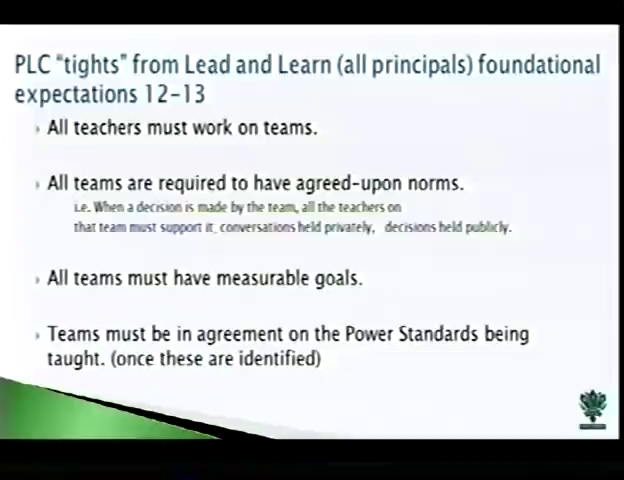 PLC “tights” from Lead and Learn (all principals) foundational
expectations 12-13
All teachers must work on teams.
All teams are required to have agreed-upon norms.
i.e. When a decision is made by the team, all the teachers on
that team must support it, conversations held privately, decisions held publicly.
All teams must have measurable goals.
Teams must be in agreement on the Power Standards being
taught. (once these are identified)